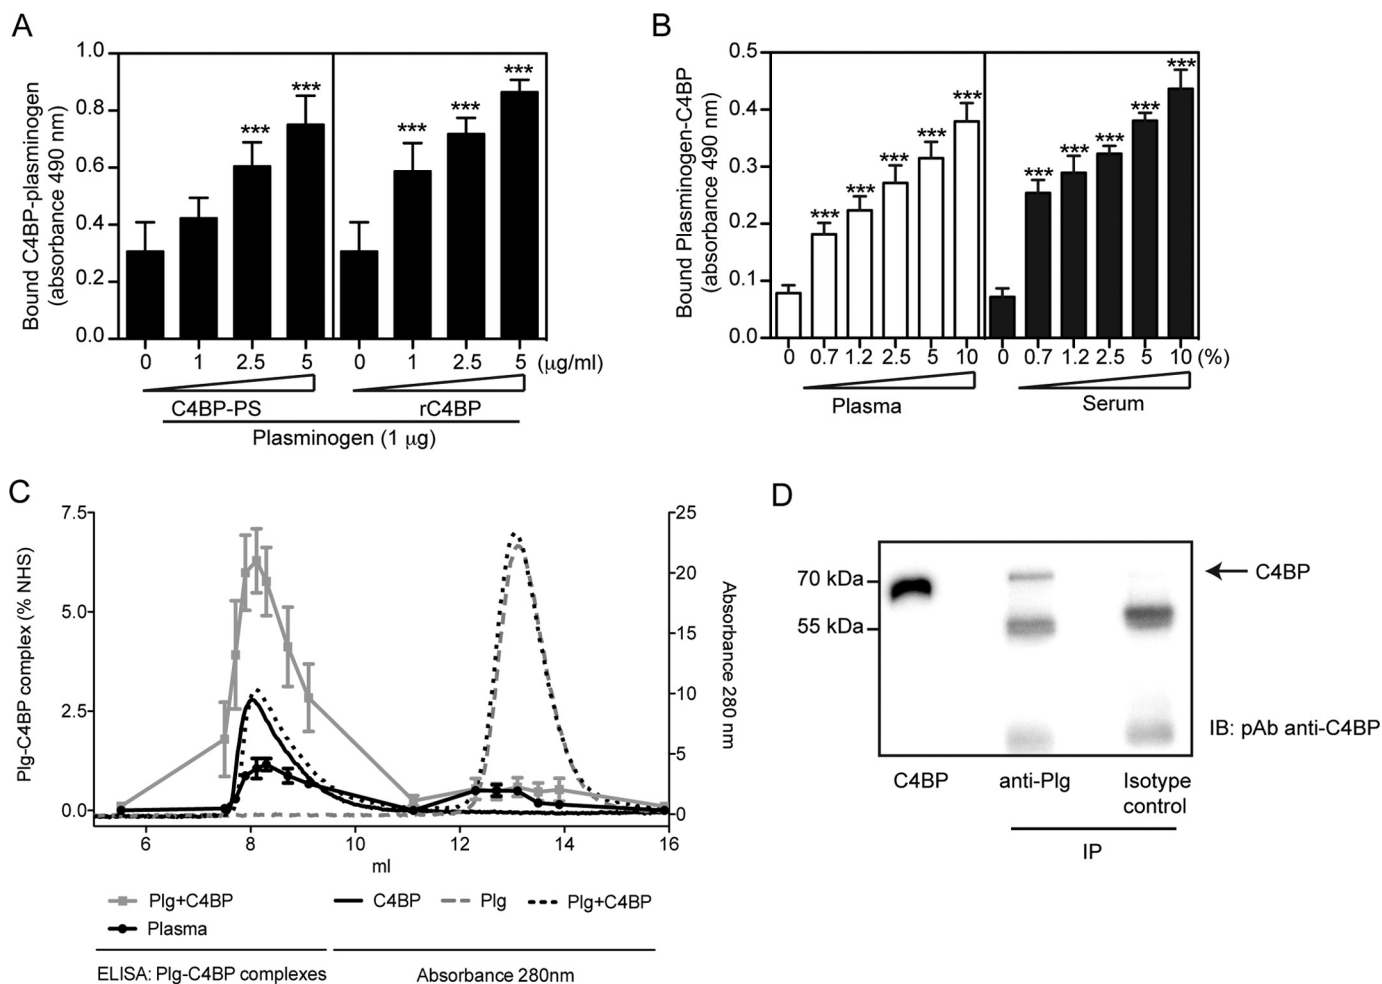 A
Bound C4BP-plasminogen
(absorbance 490 nm)
1.0
0.8
0.6
0.4
0.2
0.0
*** *** *** *** ***
0 1 2.5 5 0 1 2.5 5 (µg/ml)
C4BP-PS rC4BP
Plasminogen (1 µg)
B
Bound Plasminogen-C4BP
(absorbance 490 nm)
0.5
0.4
0.3
0.2
0.1
0.0
*** *** *** *** *** *** *** *** *** ***
0 0.7 1.2 2.5 5 10 0 0.7 1.2 2.5 5 10 (%)
Plasma Serum
C
Plg-C4BP complex (% NHS)
7.5
5.0
2.5
0.0
25
20
15
10
5
0
Absorbance 280 nm
6 8 10 12 14 16
ml
Plg+C4BP C4BP Plg Plg+C4BP
Plasma
ELISA: Plg-C4BP complexes Absorbance 280nm
D
70 kDa
55 kDa
C4BP
IB: pAb anti-C4BP
C4BP anti-Plg Isotype
control
IP